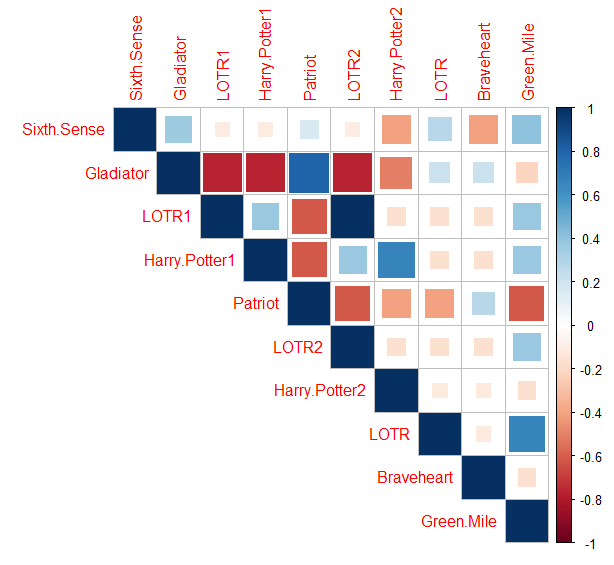 Sixth.Sense
Gladiator
LOTR1
Harry.Potter1
Patriot
LOTR2
Harry.Potter2
LOTR
Braveheart
Green.Mile
Sixth.Sense
Gladiator
LOTR1
Harry.Potter1
Patriot
LOTR2
Harry.Potter2
LOTR
Braveheart
Green.Mile
1
0.8
0.6
0.4
0.2
0
-0.2
-0.4
-0.6
-0.8
-1